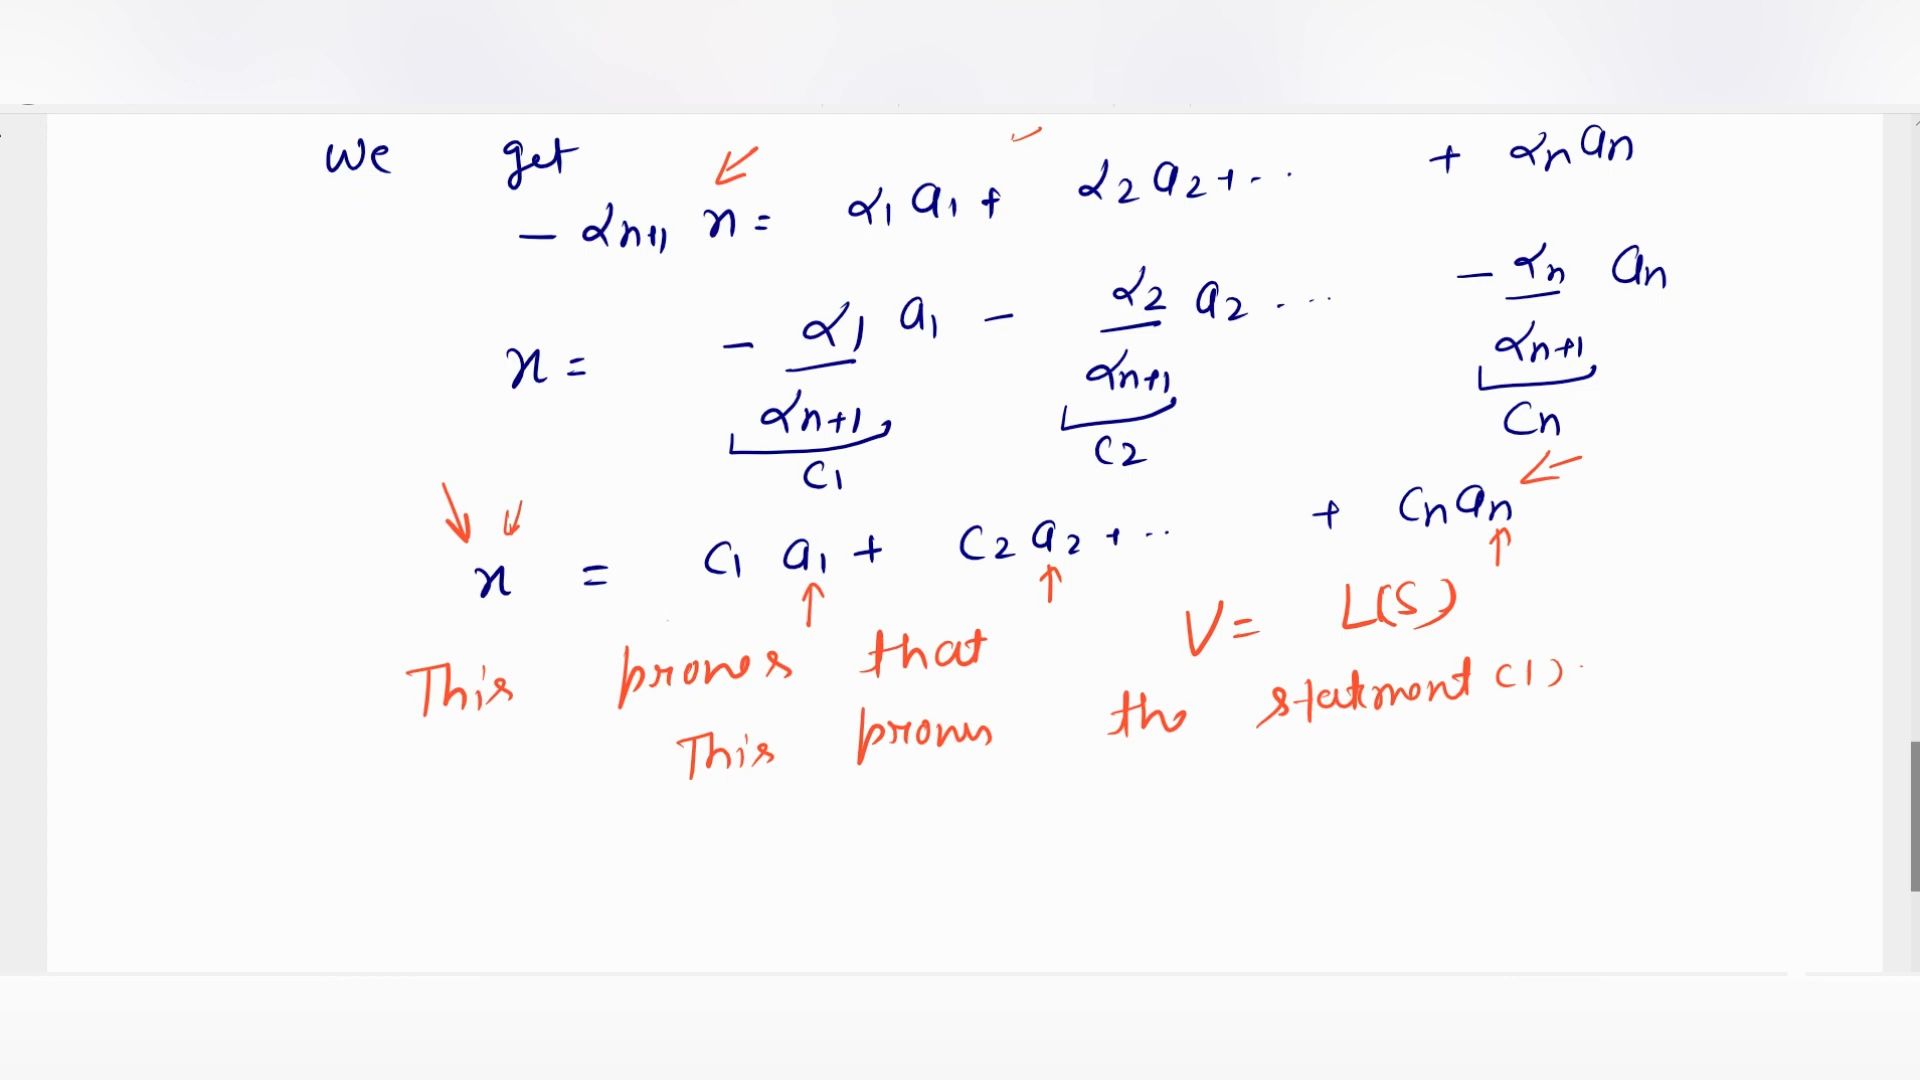 We get
- αn+1 x = α1 a1 + α2 a2 + ... + αn an
x = - α1/αn+1 a1 - α2/αn+1 a2 ... - αn/αn+1 an
C1 C2 Cn
x = C1 a1 + C2 a2 + ... + Cn an
This proves that V = L(S)
This proves the statement (1).